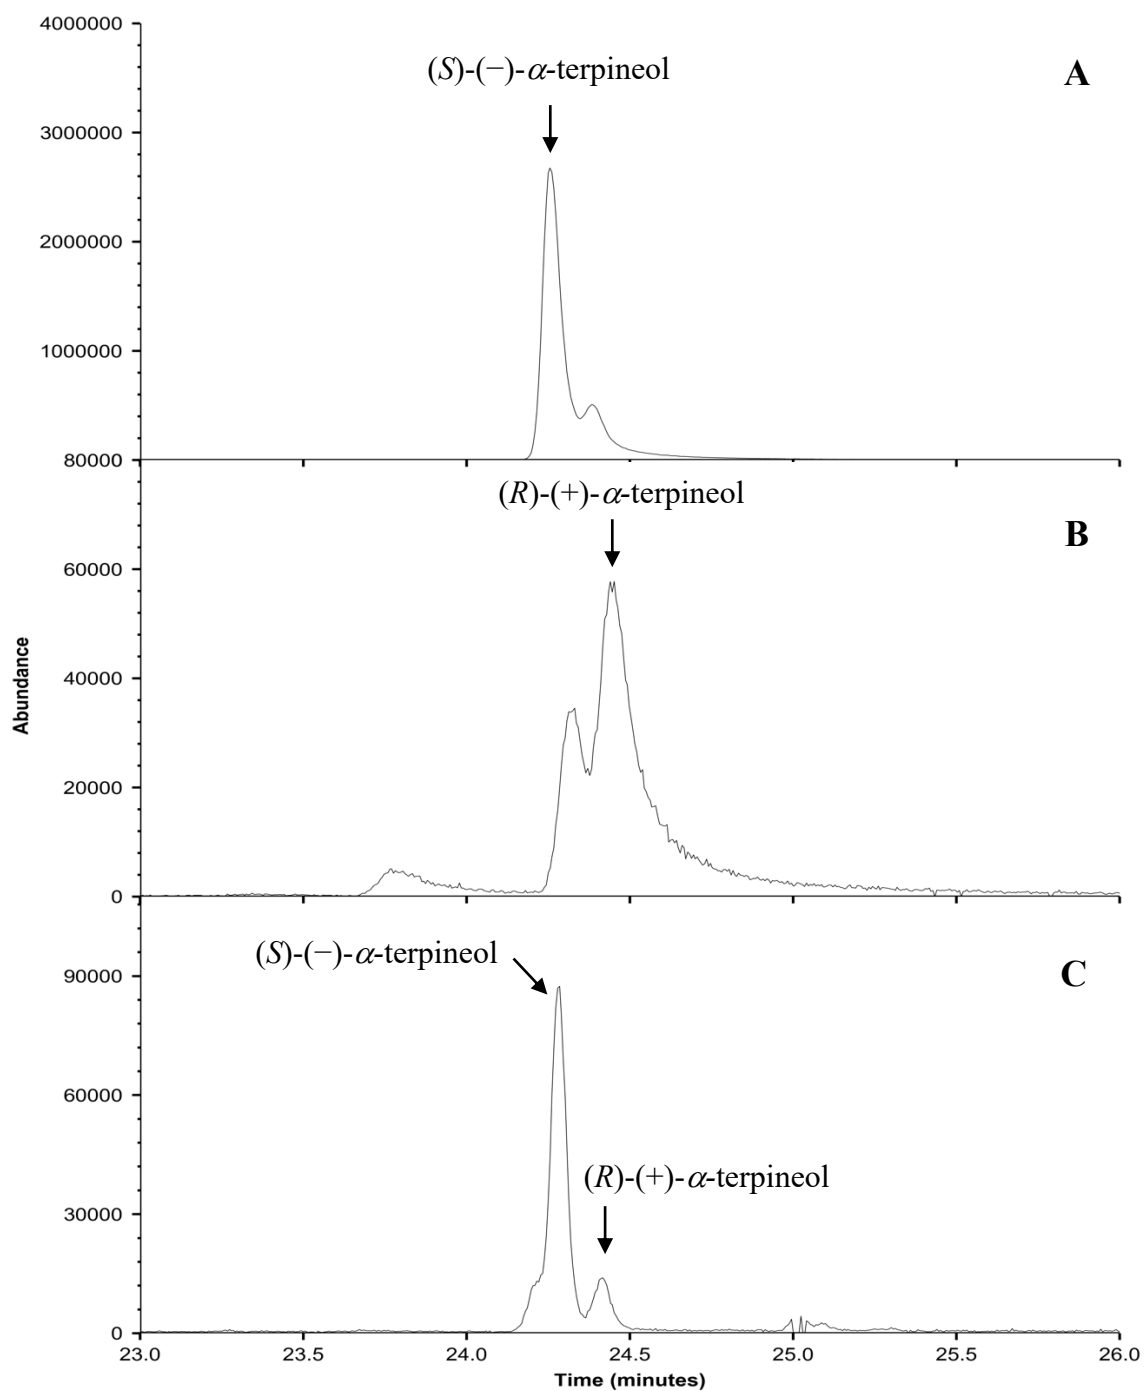 4000000
(S)-(−)-α-terpineol
A
3000000
2000000
1000000
80000
(R)-(+)-α-terpineol
B
60000
40000
20000
0
Abundance
(S)-(−)-α-terpineol
C
90000
60000
(R)-(+)-α-terpineol
30000
0
23.0 23.5 24.0 24.5 25.0 25.5 26.0
Time (minutes)